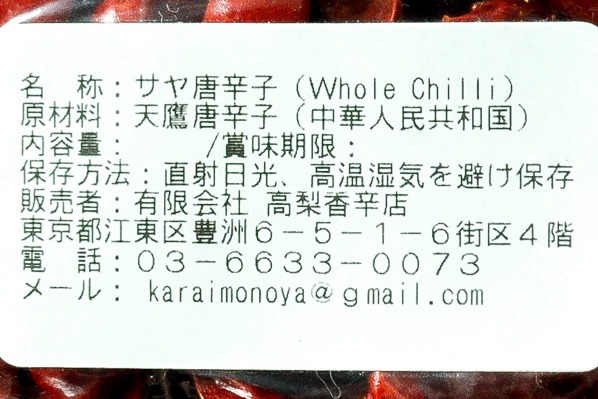 名　称：サヤ唐辛子（Whole Chilli）
原材料：天鷹唐辛子（中華人民共和国）
内容量：　　　/賞味期限：
保存方法：直射日光、高温湿気を避け保存
販売者：有限会社 高梨香辛店
東京都江東区豊洲６－５－１－６街区４階
電　話：０３－６６３３－００７３
メール： karaimonoya@gmail.com